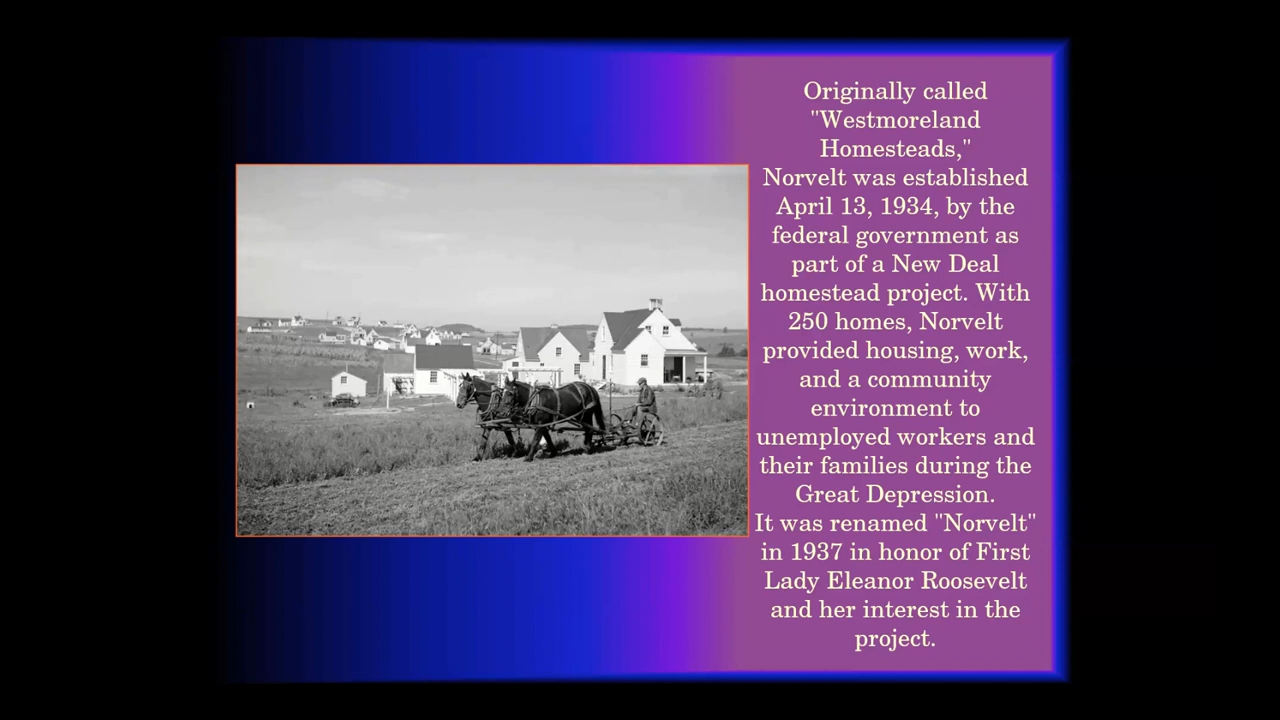 Originally called
"Westmoreland
Homesteads,"
Norvelt was established
April 13, 1934, by the
federal government as
part of a New Deal
homestead project. With
250 homes, Norvelt
provided housing, work,
and a community
environment to
unemployed workers and
their families during the
Great Depression.
It was renamed "Norvelt"
in 1937 in honor of First
Lady Eleanor Roosevelt
and her interest in the
project.